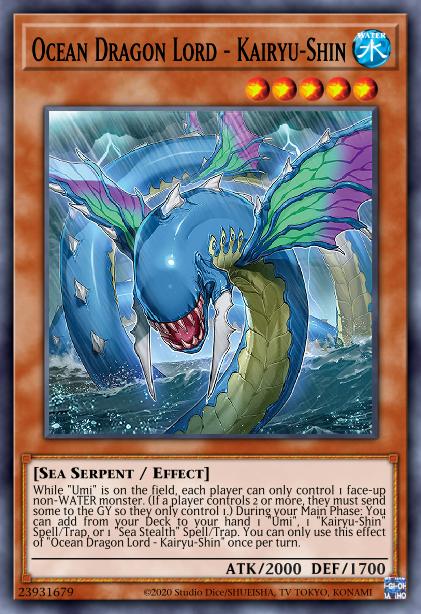 OCEAN DRAGON LORD - KAIRYU-SHIN
WATER
水
[SEA SERPENT / EFFECT]
While "Umi" is on the field, each player can only control 1 face-up
non-WATER monster. (If a player controls 2 or more, they must send
some to the GY so they only control 1.) During your Main Phase: You
can add from your Deck to your hand 1 "Umi", 1 "Kairyu-Shin"
Spell/Trap, or 1 "Sea Stealth" Spell/Trap. You can only use this effect
of "Ocean Dragon Lord - Kairyu-Shin" once per turn.
ATK/2000 DEF/1700
23931679
©2020 Studio Dice/SHUEISHA, TV TOKYO, KONAMI